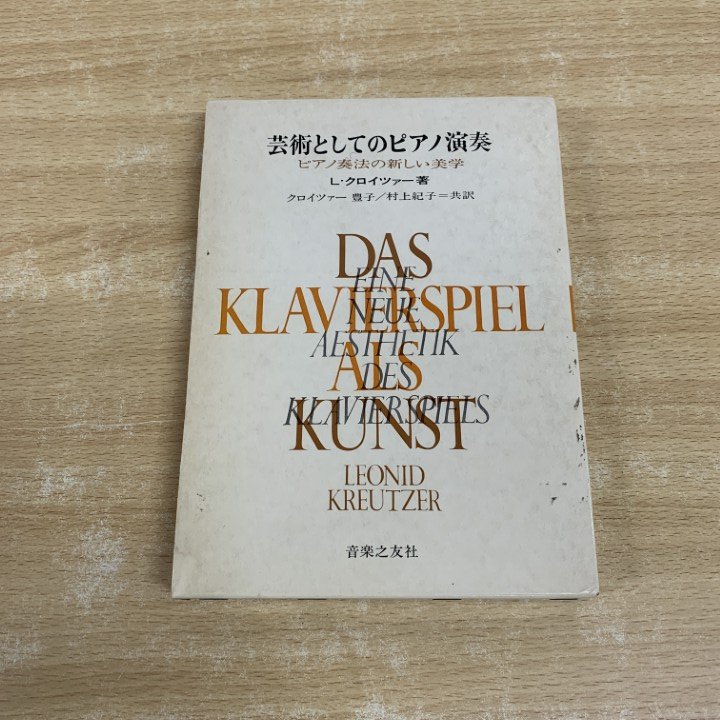 芸術としてのピアノ演奏
ピアノ奏法の新しい美学
L・クロイツァー著
クロイツァー 豊子/村上紀子=共訳
DAS
EINE
KLAVIERSPIEL
NEUE
AESTHETIK
ALS
DES
KLAVIERSPIELS
KUNST
LEONID
KREUTZER
音楽之友社